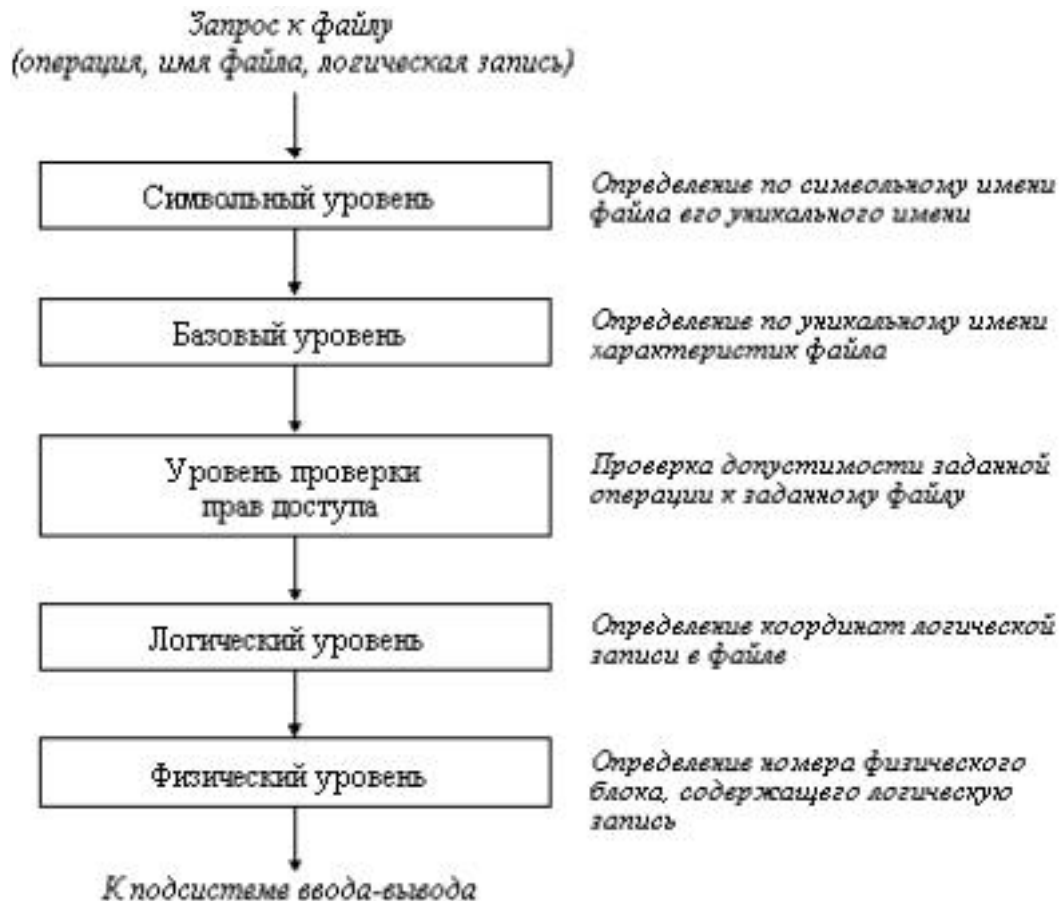 Запрос к файлу
(операция, имя файла, логическая запись)
Символьный уровень
Определение по символьному имени
файла его уникального имени
Базовый уровень
Определение по уникальному имени
характеристик файла
Уровень проверки
прав доступа
Проверка допустимости заданной
операции к заданному файлу
Логический уровень
Определение координат логической
записи в файле
Физический уровень
Определение номера физического
блока, содержащего логическую
запись
К подсистеме ввода-вывода